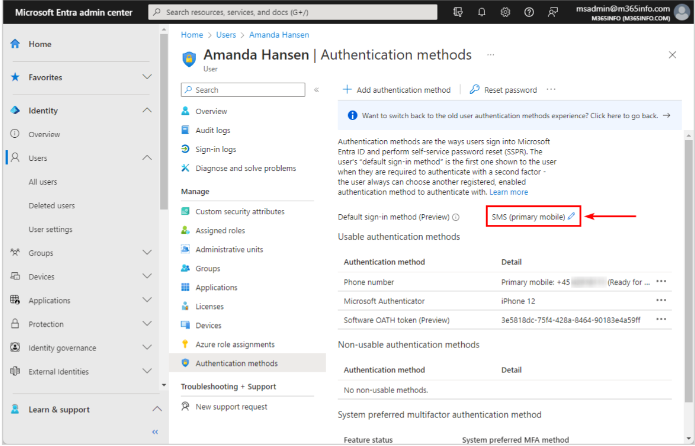 Microsoft Entra admin center
Search resources, services, and docs (G+/)
msadmin@m365info.com
M365INFO (M365INFO.COM)
Home
Favorites
Identity
Overview
Users
All users
Deleted users
User settings
Groups
Devices
Applications
Protection
Identity governance
External Identities
Learn & support
Home > Users > Amanda Hansen
Amanda Hansen | Authentication methods ...
User
Search
Overview
Audit logs
Sign-in logs
Diagnose and solve problems
Manage
Custom security attributes
Assigned roles
Administrative units
Groups
Applications
Licenses
Devices
Azure role assignments
Authentication methods
Troubleshooting + Support
New support request
+ Add authentication method | Reset password ...
Want to switch back to the old user authentication methods experience? Click here to go back. →
Authentication methods are the ways users sign into Microsoft
Entra ID and perform self-service password reset (SSPR). The
user's "default sign-in method" is the first one shown to the user
when they are required to authenticate with a second factor -
the user always can choose another registered, enabled
authentication method to authenticate with. Learn more
Default sign-in method (Preview) SMS (primary mobile)
Usable authentication methods
Authentication method Detail
Phone number Primary mobile: +45 (Ready for ... ...
Microsoft Authenticator iPhone 12 ...
Software OATH token (Preview) 3e5818dc-75f4-428a-8464-90183e4a59ff ...
Non-usable authentication methods
Authentication method Detail
No non-usable methods.
System preferred multifactor authentication method
Feature status System preferred MFA method